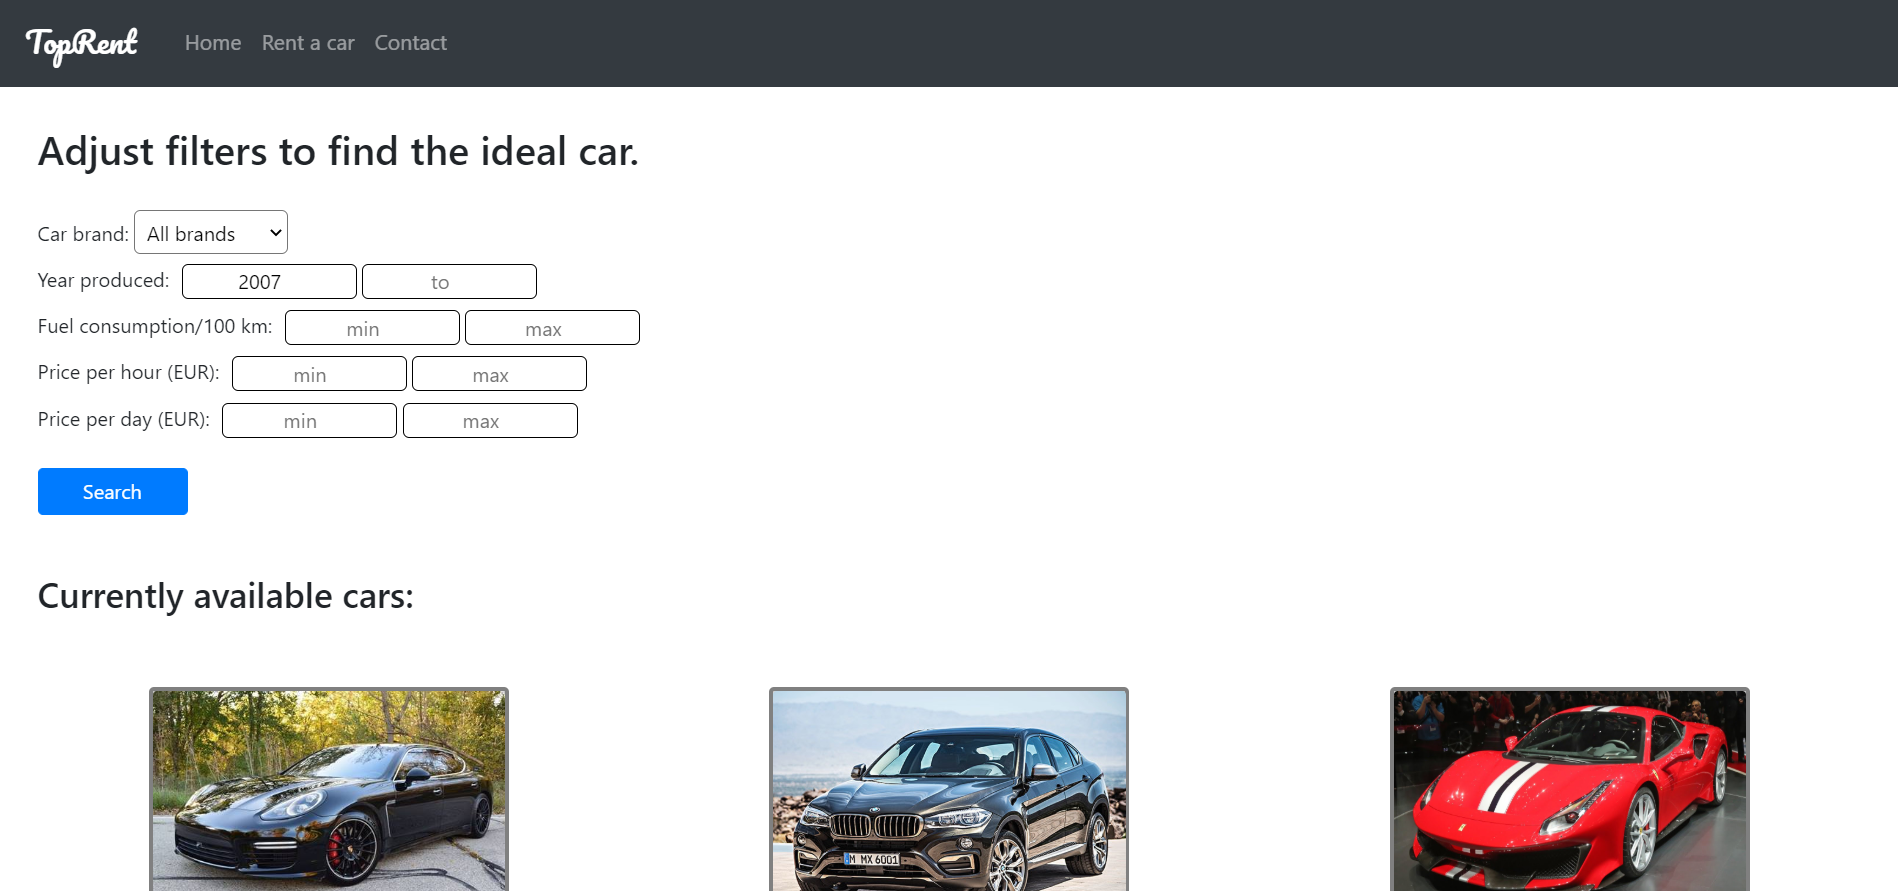 TopRent Home Rent a car Contact
Adjust filters to find the ideal car.
Car brand: All brands
Year produced: 2007 to
Fuel consumption/100 km: min max
Price per hour (EUR): min max
Price per day (EUR): min max
Search
Currently available cars:
M MX 6001